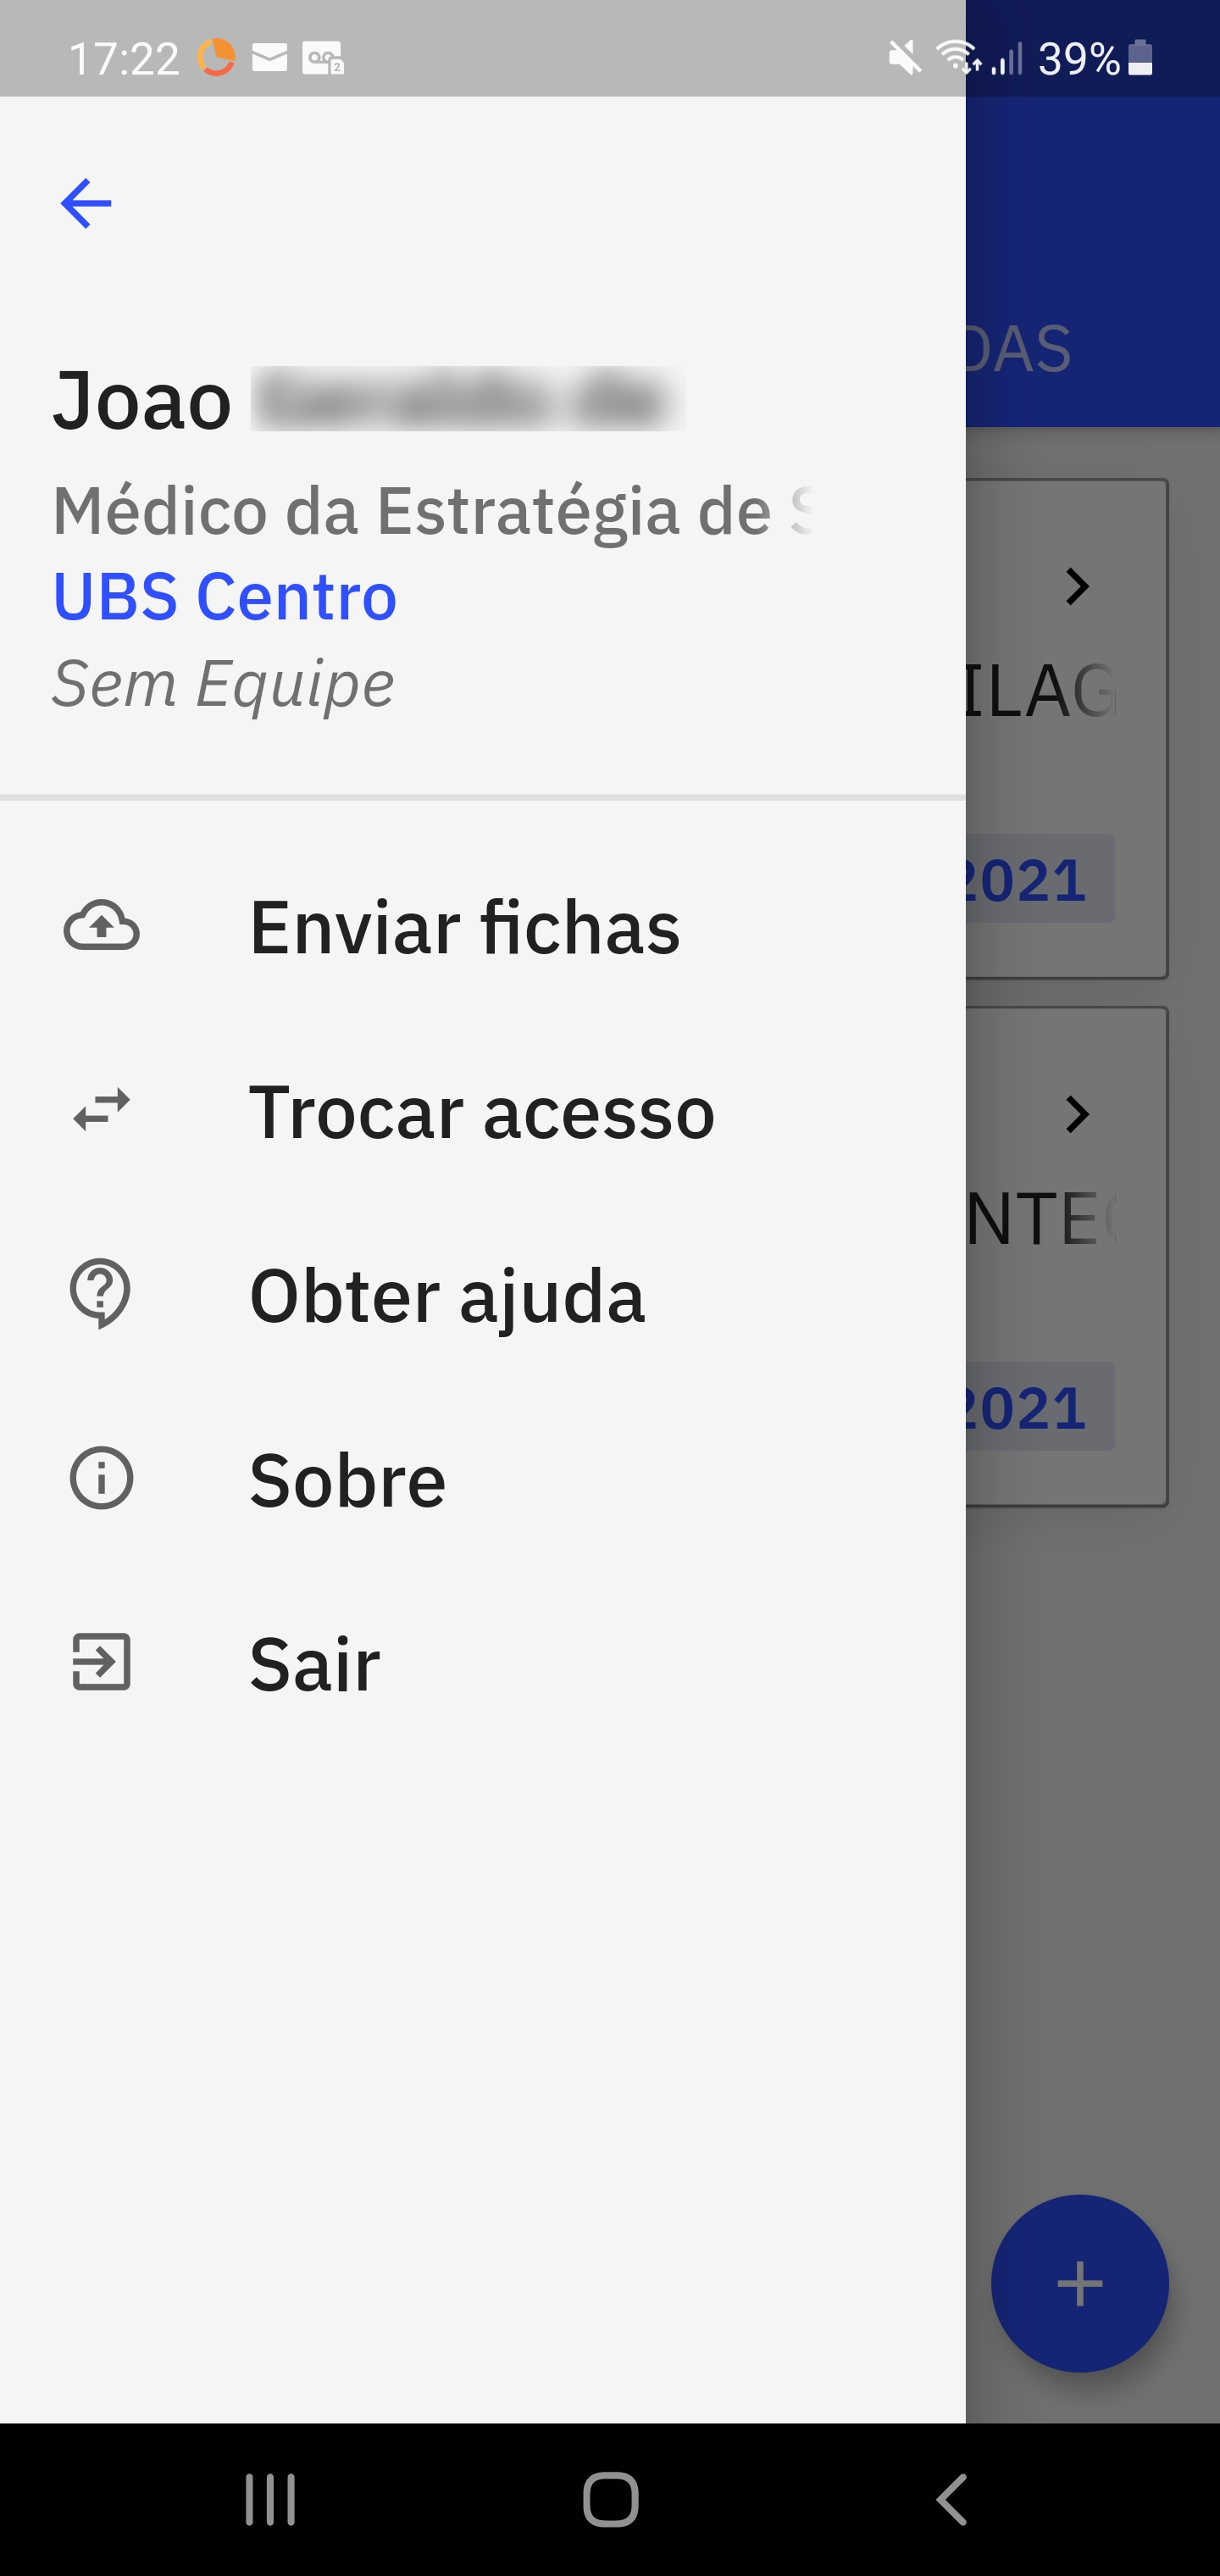 17:22
39%
DAS
Joao
Médico da Estratégia de S
UBS Centro
Sem Equipe
ILAG
2021
Enviar fichas
Trocar acesso
NTE
Obter ajuda
2021
Sobre
Sair